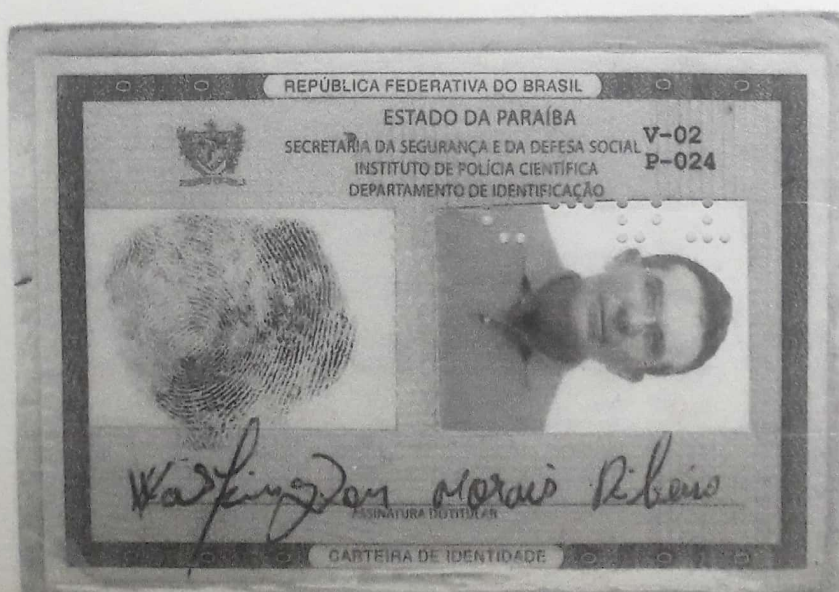 REPÚBLICA FEDERATIVA DO BRASIL
ESTADO DA PARAÍBA
SECRETARIA DA SEGURANÇA E DA DEFESA SOCIAL
INSTITUTO DE POLÍCIA CIENTÍFICA
DEPARTAMENTO DE IDENTIFICAÇÃO
V-02
P-024
Washington Morais Ribeiro
ASSINATURA DO TITULAR
CARTEIRA DE IDENTIDADE